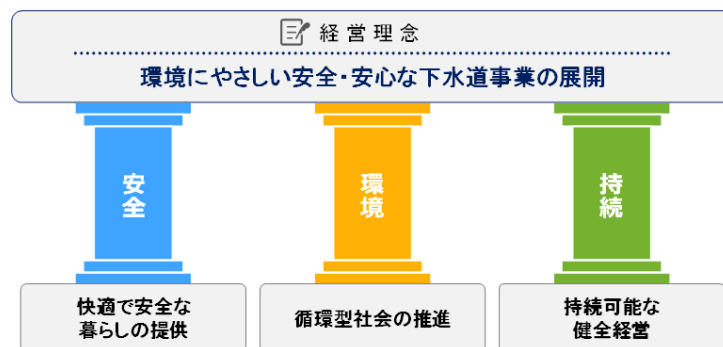 経営理念
環境にやさしい安全・安心な下水道事業の展開
安全
環境
持続
快適で安全な
暮らしの提供
循環型社会の推進
持続可能な
健全経営